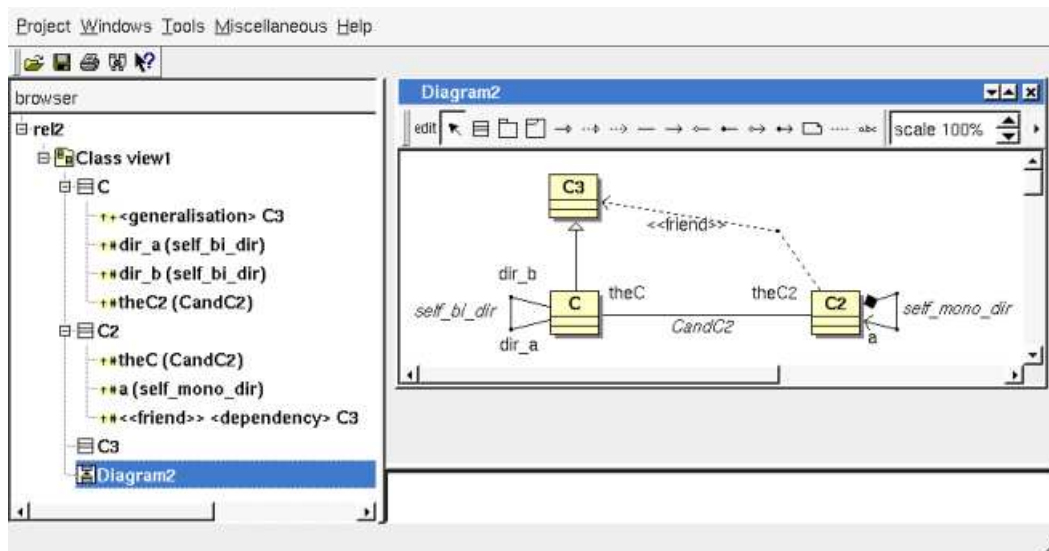 Project Windows Tools Miscellaneous Help
browser
rel2
Class view1
C
<generalisation> C3
dir_a (self_bi_dir)
dir_b (self_bi_dir)
theC2 (CandC2)
C2
theC (CandC2)
a (self_mono_dir)
<<friend>> <dependency> C3
C3
Diagram2
Diagram2
edit abc scale 100%
C3
<<friend>>
dir_b
theC theC2
C C2
self_bi_dir self_mono_dir
CandC2
dir_a a